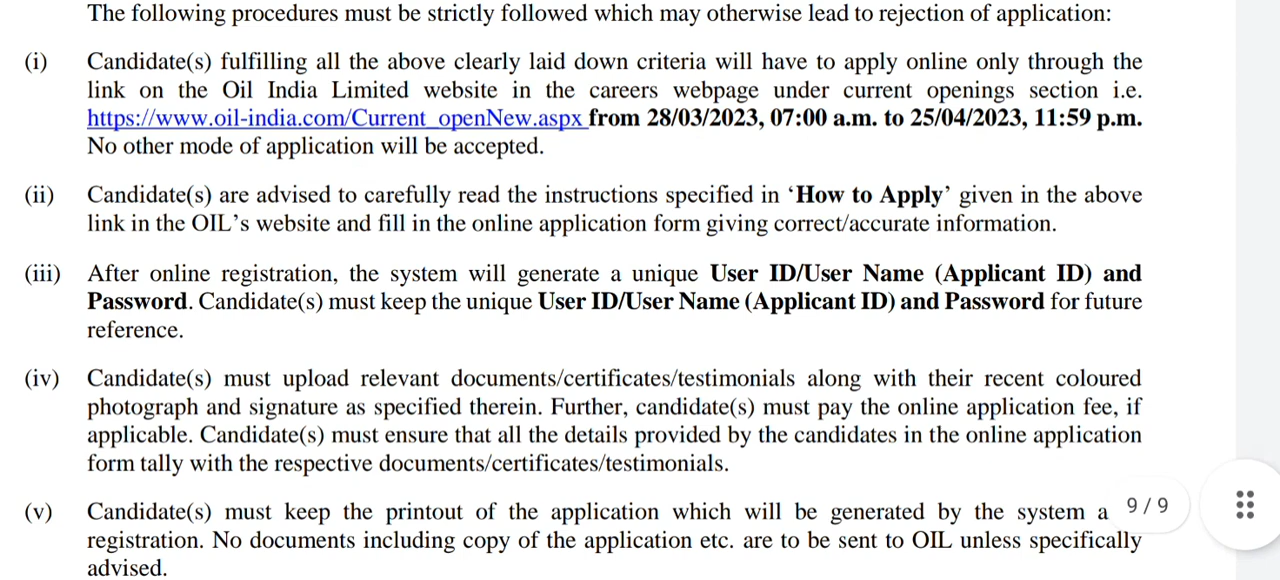 The following procedures must be strictly followed which may otherwise lead to rejection of application:
(i) Candidate(s) fulfilling all the above clearly laid down criteria will have to apply online only through the
link on the Oil India Limited website in the careers webpage under current openings section i.e.
https://www.oil-india.com/Current_openNew.aspx from 28/03/2023, 07:00 a.m. to 25/04/2023, 11:59 p.m.
No other mode of application will be accepted.
(ii) Candidate(s) are advised to carefully read the instructions specified in ‘How to Apply’ given in the above
link in the OIL’s website and fill in the online application form giving correct/accurate information.
(iii) After online registration, the system will generate a unique User ID/User Name (Applicant ID) and
Password. Candidate(s) must keep the unique User ID/User Name (Applicant ID) and Password for future
reference.
(iv) Candidate(s) must upload relevant documents/certificates/testimonials along with their recent coloured
photograph and signature as specified therein. Further, candidate(s) must pay the online application fee, if
applicable. Candidate(s) must ensure that all the details provided by the candidates in the online application
form tally with the respective documents/certificates/testimonials.
(v) Candidate(s) must keep the printout of the application which will be generated by the system a
9 / 9
registration. No documents including copy of the application etc. are to be sent to OIL unless specifically
advised.